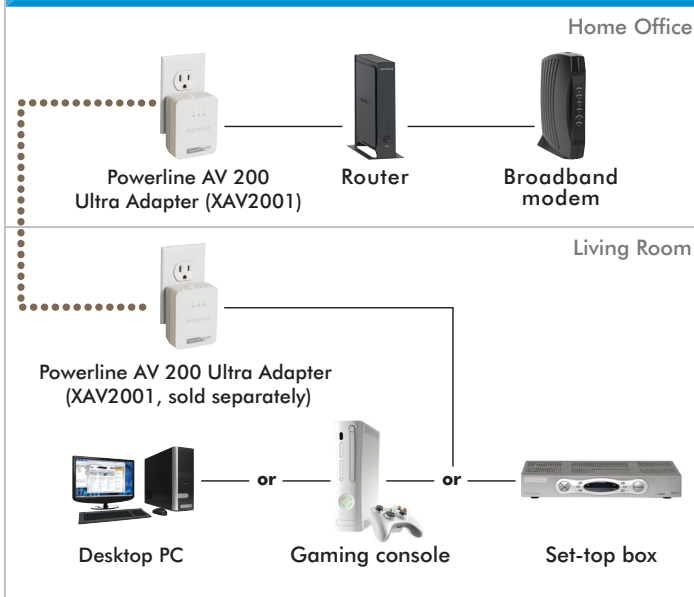 Home Office
Powerline AV 200
Ultra Adapter (XAV2001)
Router
Broadband
modem
Living Room
Powerline AV 200 Ultra Adapter
(XAV2001, sold separately)
or
or
Desktop PC
Gaming console
Set-top box